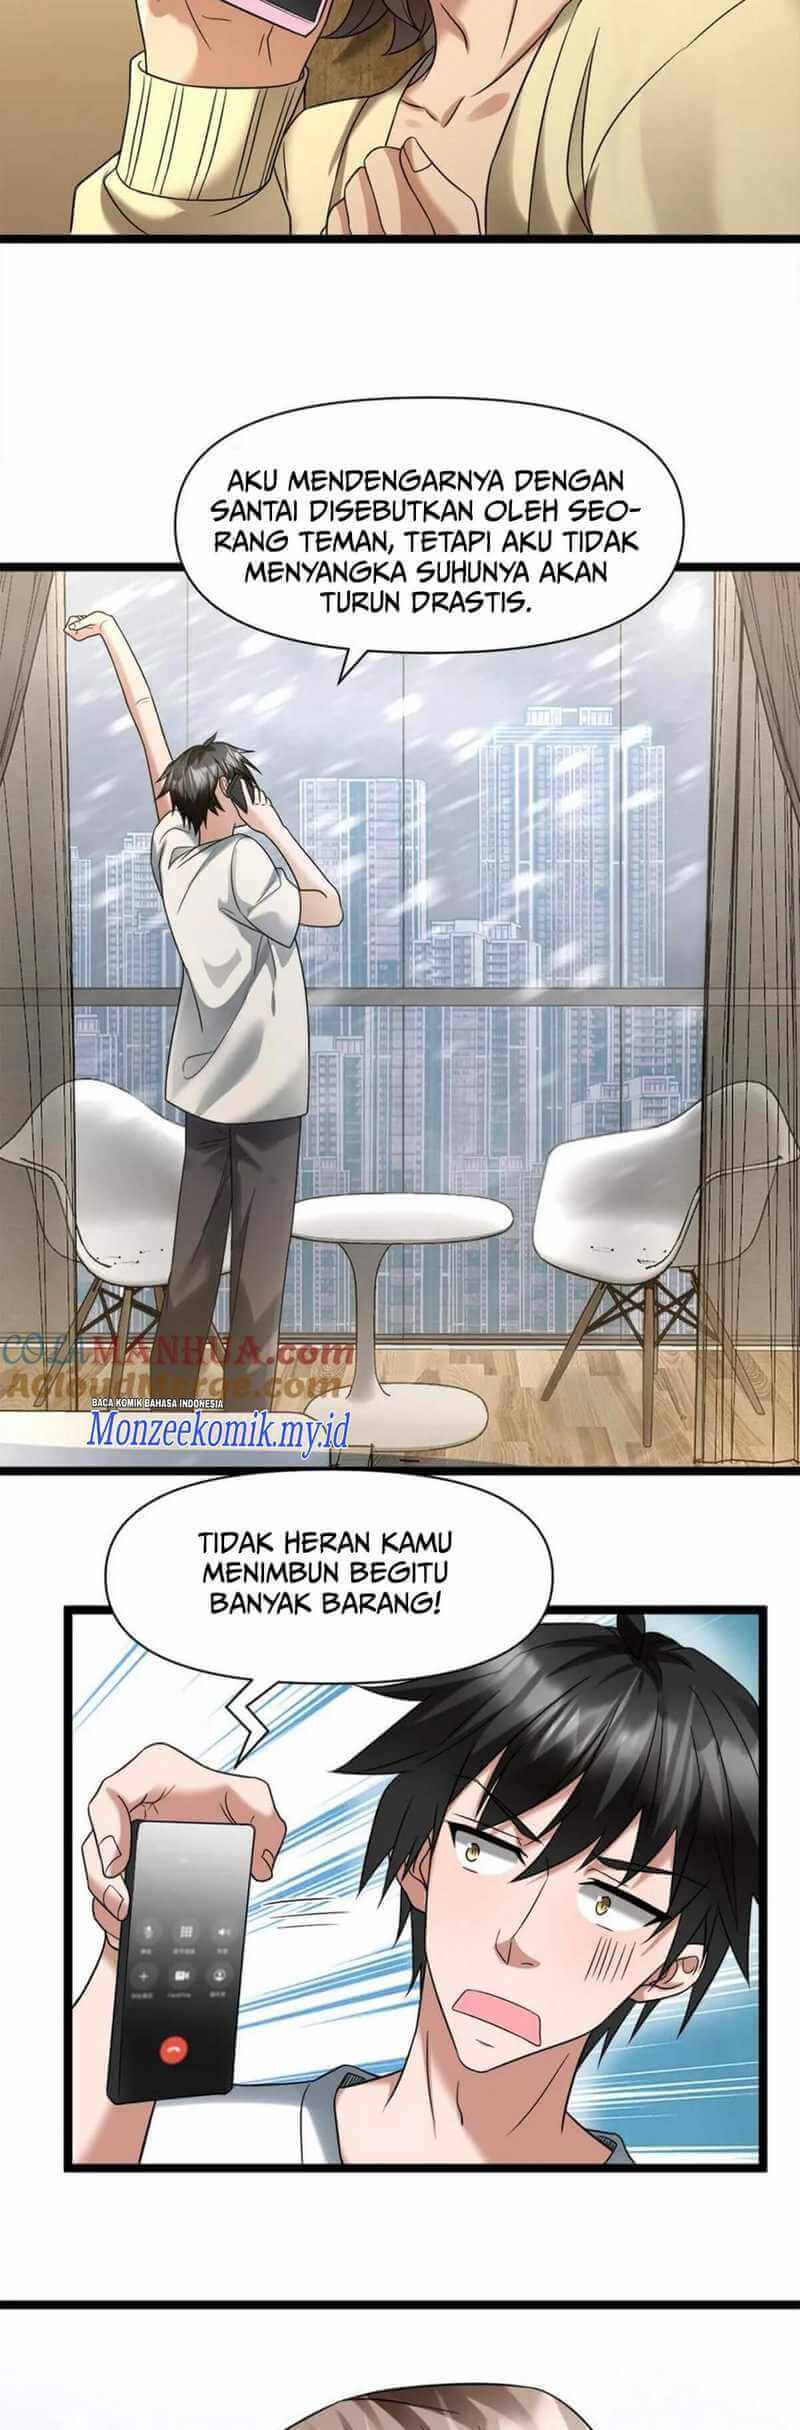 AKU MENDENGARNYA DENGAN
SANTAI DISEBUTKAN OLEH SEO-
RANG TEMAN, TETAPI AKU TIDAK
MENYANGKA SUHUNYA AKAN
TURUN DRASTIS.
COLAMANHUA.com
AcloudMerge.com
BACA KOMIK BAHASA INDONESIA
Monzeekomik.my.id
TIDAK HERAN KAMU
MENIMBUN BEGITU
BANYAK BARANG!